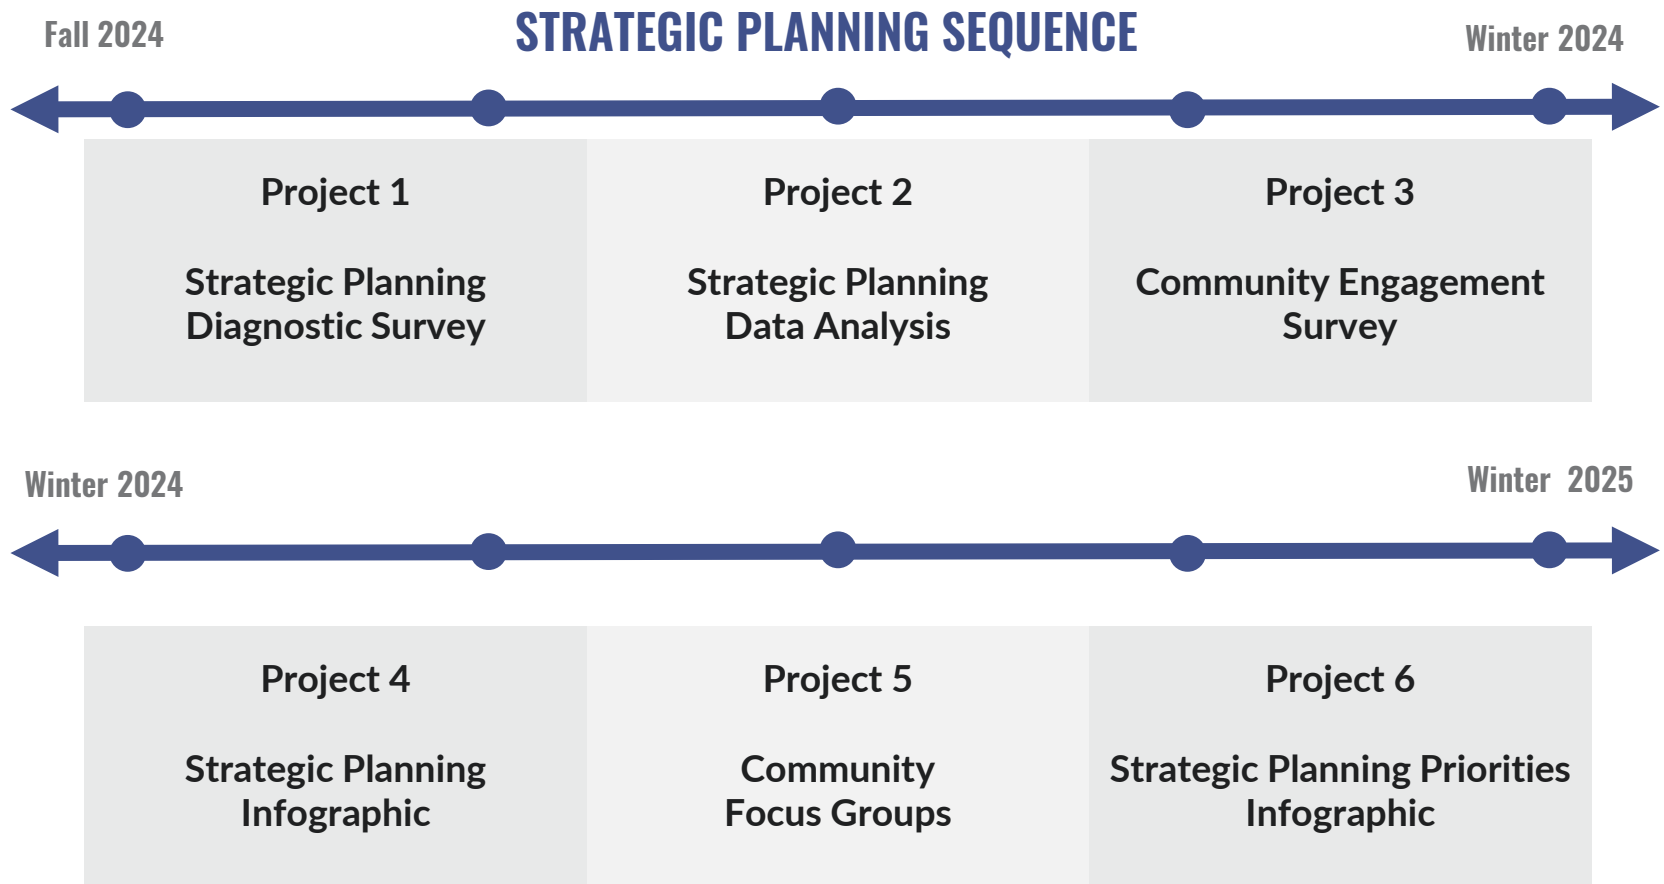 Fall 2024
STRATEGIC PLANNING SEQUENCE
Winter 2024
Project 1
Strategic Planning
Diagnostic Survey
Project 2
Strategic Planning
Data Analysis
Project 3
Community Engagement
Survey
Winter 2024
Winter  2025
Project 4
Strategic Planning
Infographic
Project 5
Community
Focus Groups
Project 6
Strategic Planning Priorities
Infographic